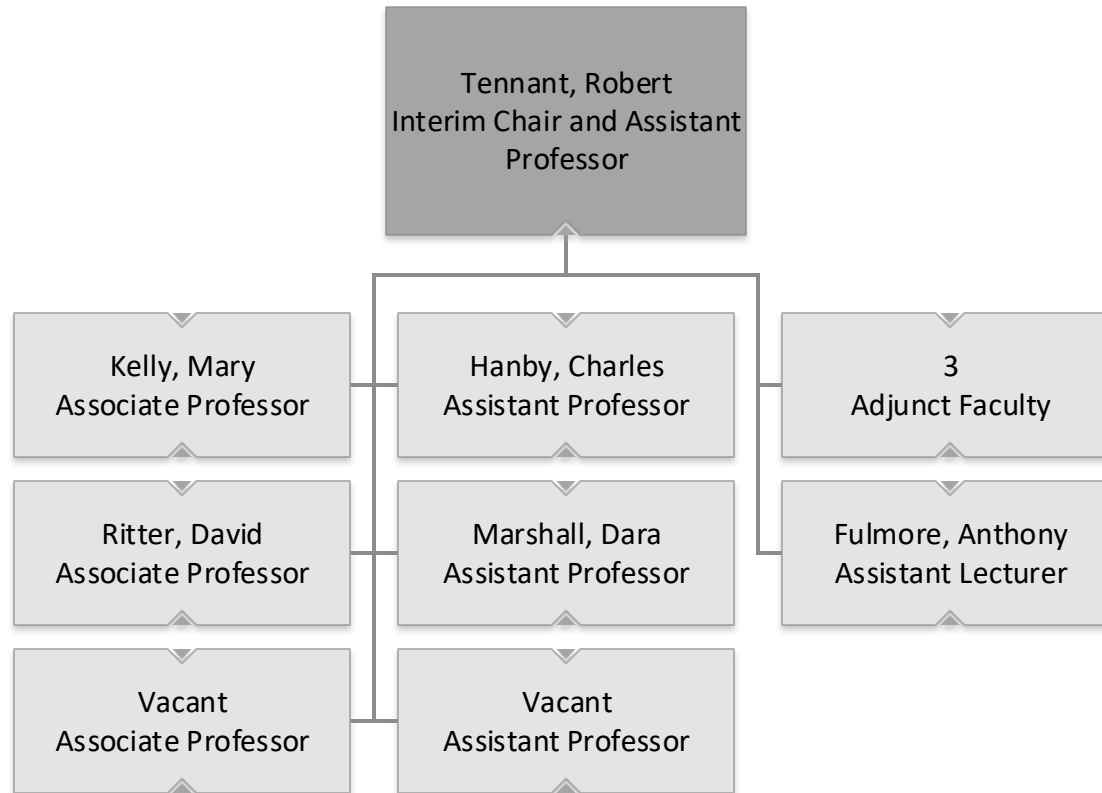 Tennant, Robert
Interim Chair and Assistant
Professor
Kelly, Mary
Associate Professor
Hanby, Charles
Assistant Professor
3
Adjunct Faculty
Ritter, David
Associate Professor
Marshall, Dara
Assistant Professor
Fulmore, Anthony
Assistant Lecturer
Vacant
Associate Professor
Vacant
Assistant Professor